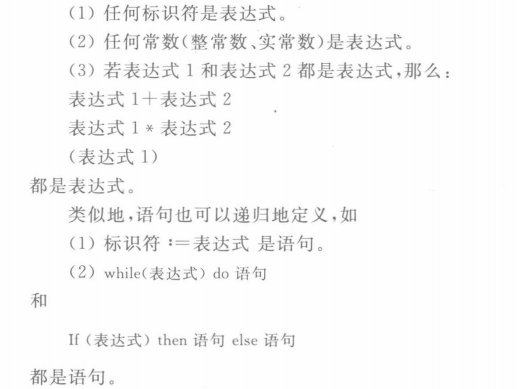 (1) 任何标识符是表达式。
(2) 任何常数(整常数、实常数)是表达式。
(3) 若表达式 1 和表达式 2 都是表达式,那么:
表达式 1+表达式 2
表达式 1 * 表达式 2
(表达式 1)
都是表达式。
类似地,语句也可以递归地定义,如
(1) 标识符 :=表达式 是语句。
(2) while(表达式) do 语句
和
If (表达式) then 语句 else 语句
都是语句。